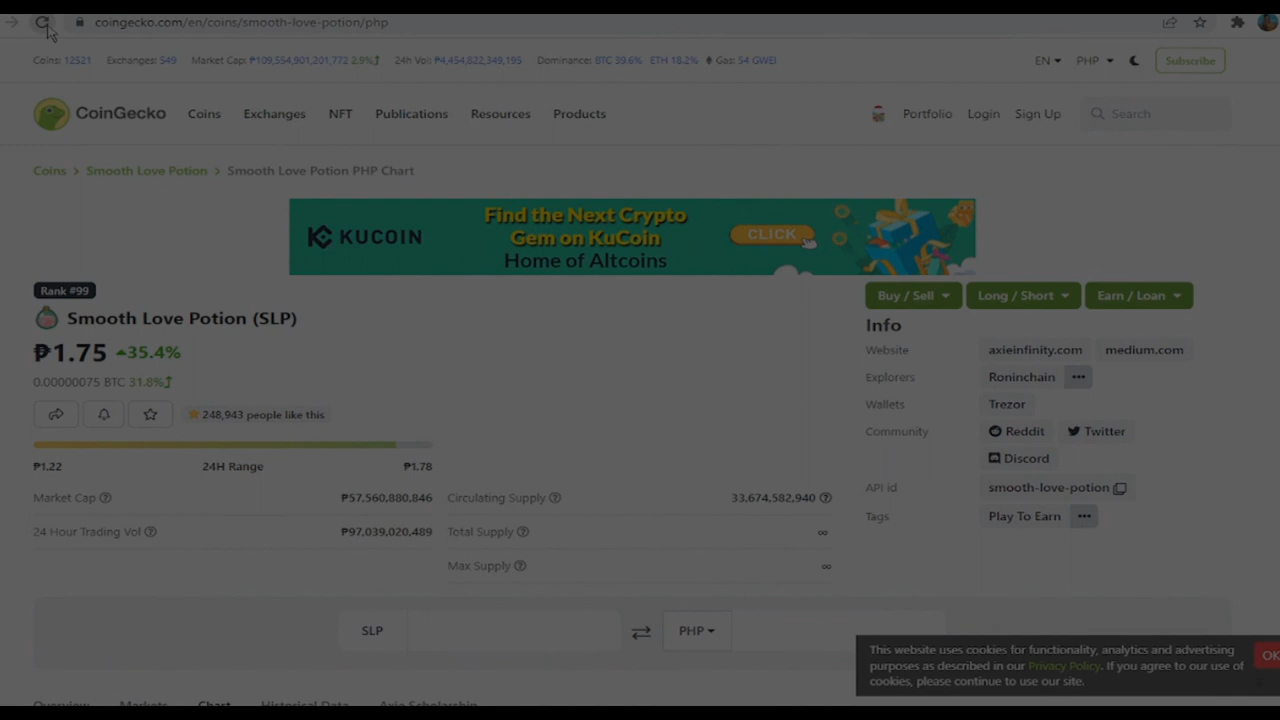 coingecko.com/en/coins/smooth-love-potion/php
Coins: 12521 Exchanges: 549 Market Cap: ₱109,554,901,201,772 2.9% 24h Vol: ₱4,454,822,349,195 Dominance: BTC 39.6% ETH 18.2% Gas: 54 GWEI EN PHP Subscribe
CoinGecko Coins Exchanges NFT Publications Resources Products Portfolio Login Sign Up Search
Coins > Smooth Love Potion > Smooth Love Potion PHP Chart
KUCOIN
Find the Next Crypto
Gem on KuCoin
Home of Altcoins
CLICK
Rank #99
Smooth Love Potion (SLP)
₱1.75 35.4%
0.00000075 BTC 31.8%
248,943 people like this
₱1.22 24H Range ₱1.78
Market Cap ₱57,560,880,846
24 Hour Trading Vol ₱97,039,020,489
Circulating Supply 33,674,582,940
Total Supply ∞
Max Supply ∞
Buy / Sell Long / Short Earn / Loan
Info
Website axieinfinity.com medium.com
Explorers Roninchain
Wallets Trezor
Community Reddit Twitter
Discord
API id smooth-love-potion
Tags Play To Earn
SLP PHP
This website uses cookies for functionality, analytics and advertising
purposes as described in our Privacy Policy. If you agree to our use of
cookies, please continue to use our site.
OK
Overview Markets Chart Historical Data Axie Scholarship